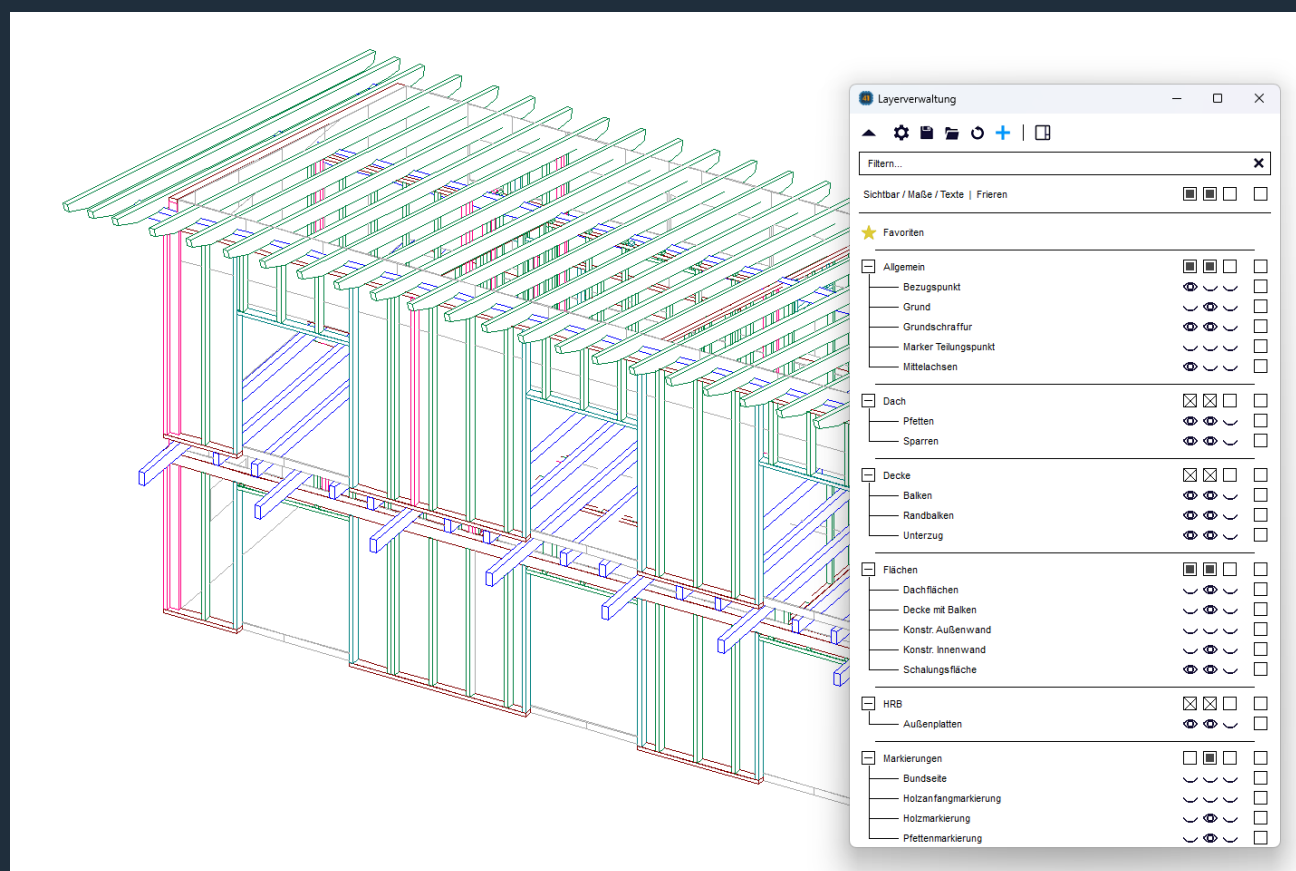 Layerverwaltung
Filtern...
Sichtbar / Maße / Texte | Frieren
Favoriten
Allgemein
Bezugspunkt
Grund
Grundschraffur
Marker Teilungspunkt
Mittelachsen
Dach
Pfetten
Sparren
Decke
Balken
Randbalken
Unterzug
Flächen
Dachflächen
Decke mit Balken
Konstr. Außenwand
Konstr. Innenwand
Schalungsfläche
HRB
Außenplatten
Markierungen
Bundseite
Holzanfangmarkierung
Holzmarkierung
Pfettenmarkierung